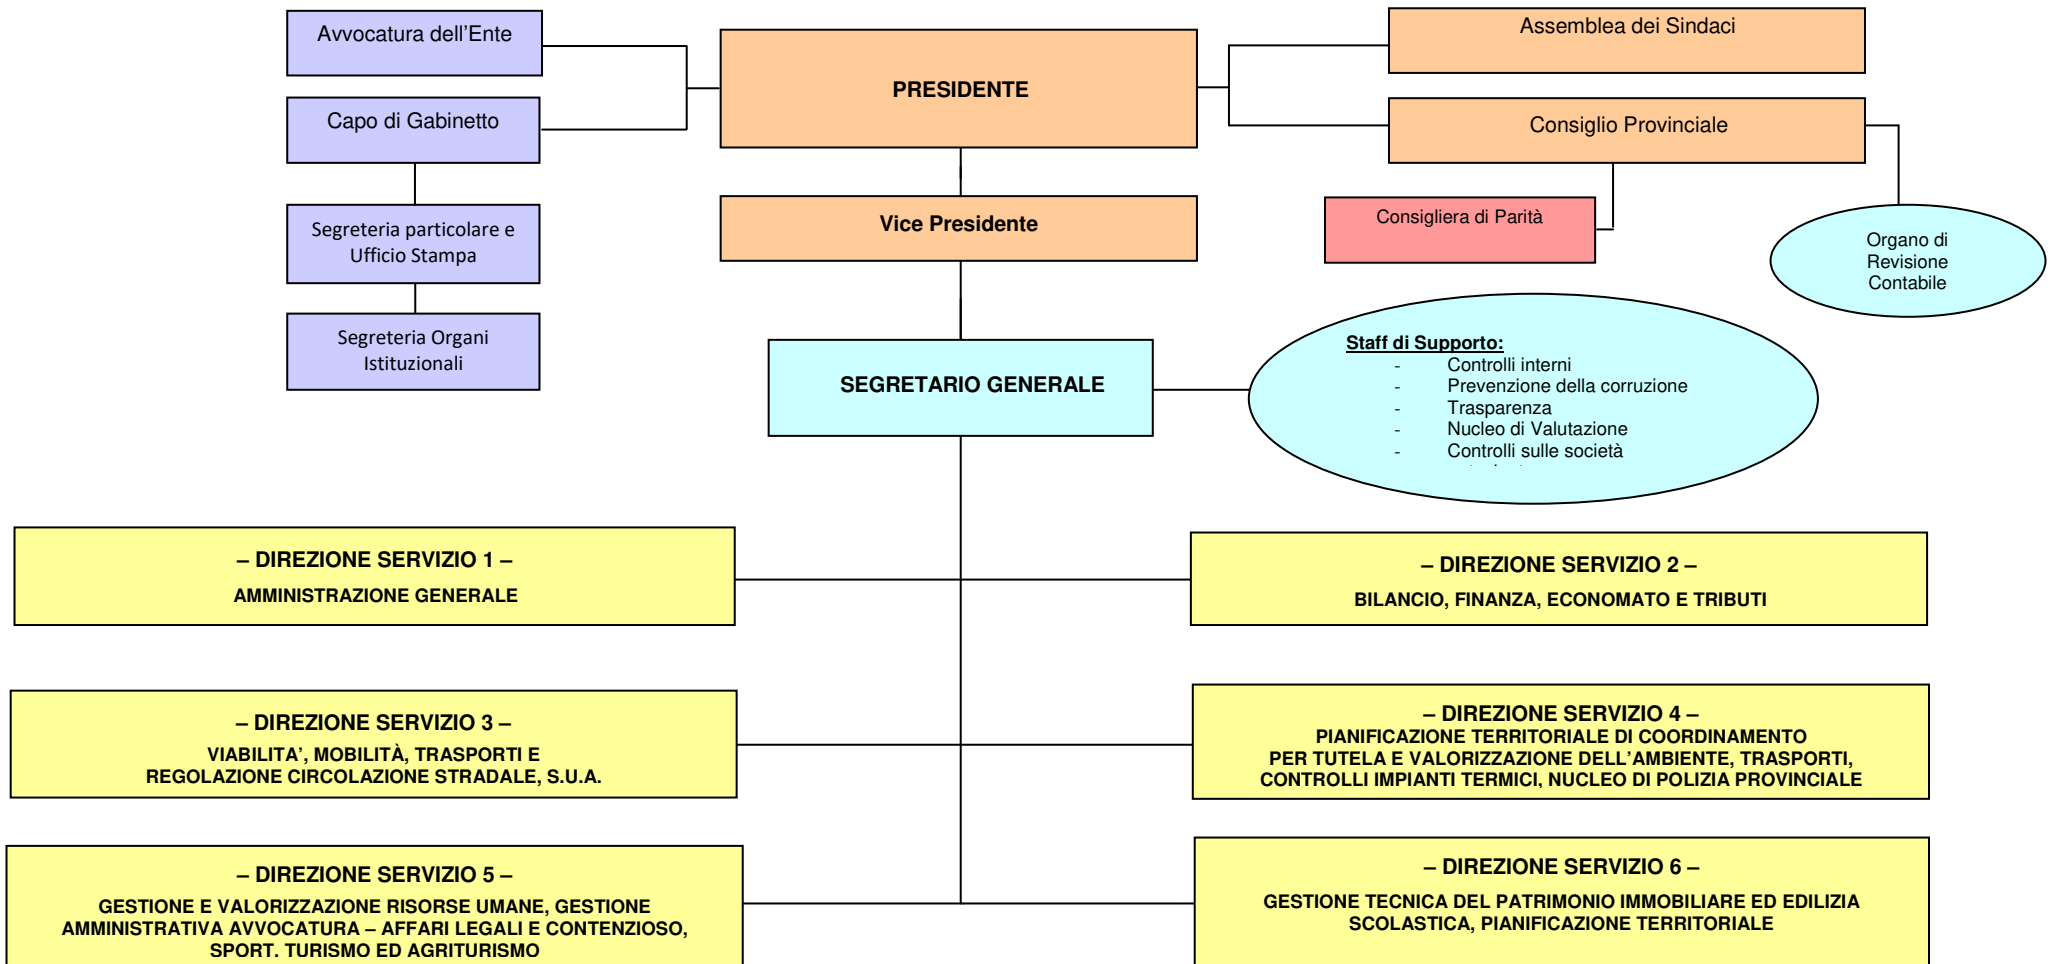 Avvocatura dell'Ente
PRESIDENTE
Assemblea dei Sindaci
Capo di Gabinetto
Consiglio Provinciale
Segreteria particolare e
Ufficio Stampa
Vice Presidente
Consigliera di Parità
Organo di
Revisione
Contabile
Segreteria Organi
Istituzionali
SEGRETARIO GENERALE
Staff di Supporto:
- Controlli interni
- Prevenzione della corruzione
- Trasparenza
- Nucleo di Valutazione
- Controlli sulle società
– DIREZIONE SERVIZIO 1 –
AMMINISTRAZIONE GENERALE
– DIREZIONE SERVIZIO 2 –
BILANCIO, FINANZA, ECONOMATO E TRIBUTI
– DIREZIONE SERVIZIO 3 –
VIABILITA', MOBILITÀ, TRASPORTI E
REGOLAZIONE CIRCOLAZIONE STRADALE, S.U.A.
– DIREZIONE SERVIZIO 4 –
PIANIFICAZIONE TERRITORIALE DI COORDINAMENTO
PER TUTELA E VALORIZZAZIONE DELL'AMBIENTE, TRASPORTI,
CONTROLLI IMPIANTI TERMICI, NUCLEO DI POLIZIA PROVINCIALE
– DIREZIONE SERVIZIO 5 –
GESTIONE E VALORIZZAZIONE RISORSE UMANE, GESTIONE
AMMINISTRATIVA AVVOCATURA – AFFARI LEGALI E CONTENZIOSO,
SPORT, TURISMO ED AGRITURISMO
– DIREZIONE SERVIZIO 6 –
GESTIONE TECNICA DEL PATRIMONIO IMMOBILIARE ED EDILIZIA
SCOLASTICA, PIANIFICAZIONE TERRITORIALE